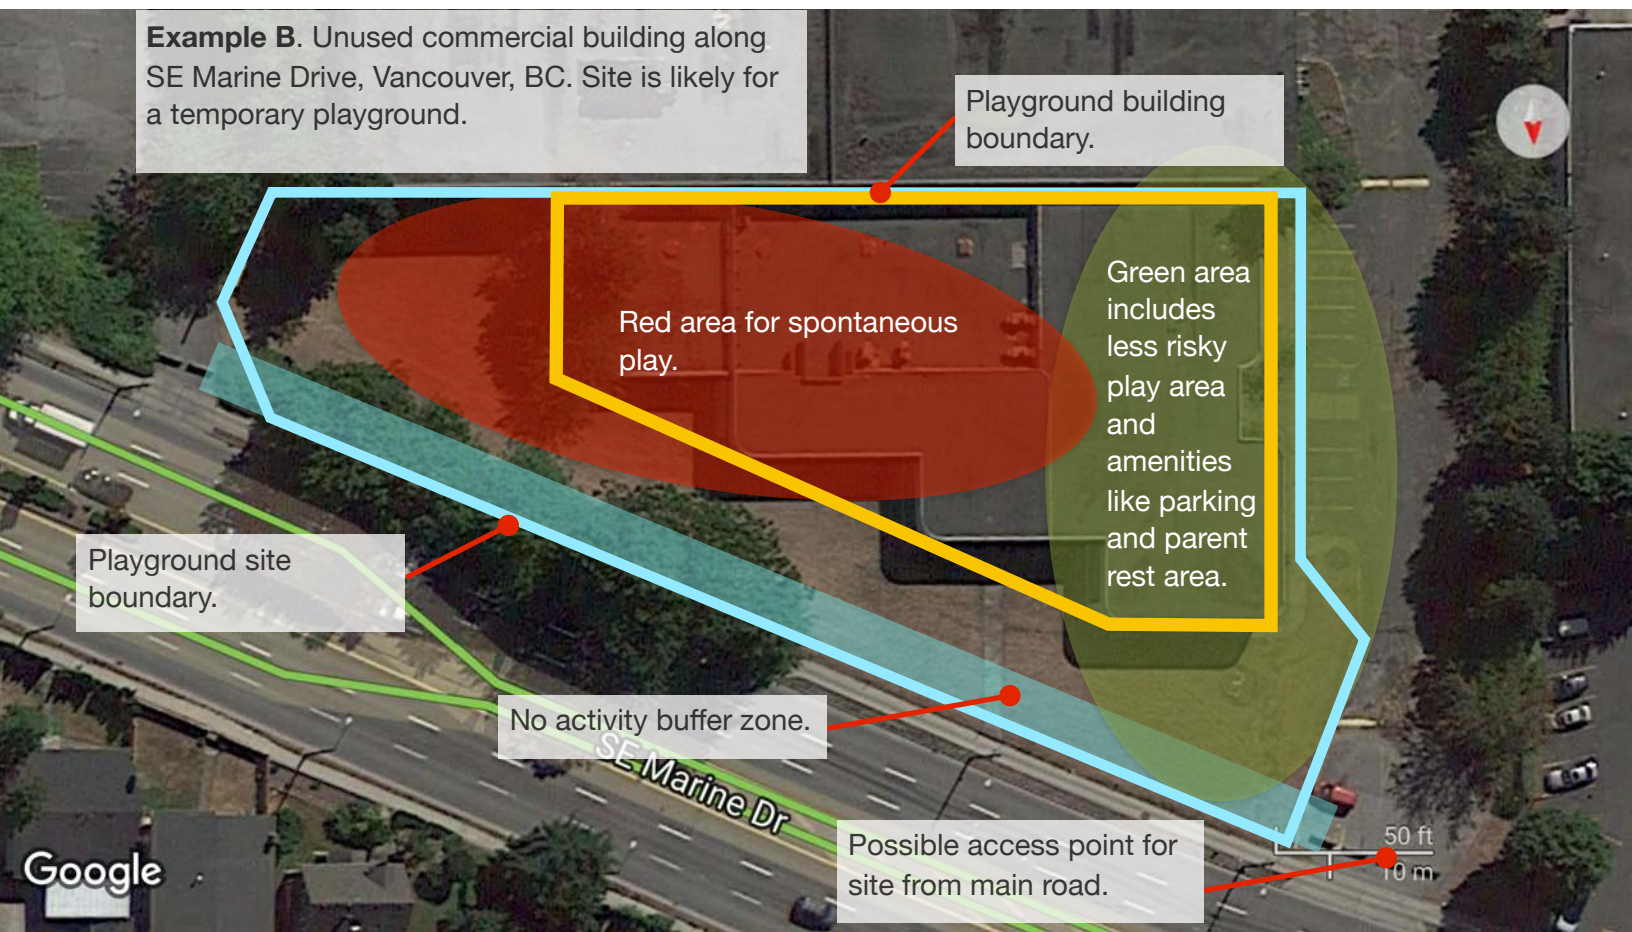 Example B. Unused commercial building along
SE Marine Drive, Vancouver, BC. Site is likely for
a temporary playground.
Playground building
boundary.
Red area for spontaneous
play.
Green area
includes
less risky
play area
and
amenities
like parking
and parent
rest area.
Playground site
boundary.
No activity buffer zone.
SE Marine Dr
Possible access point for
site from main road.
50 ft
10 m
Google